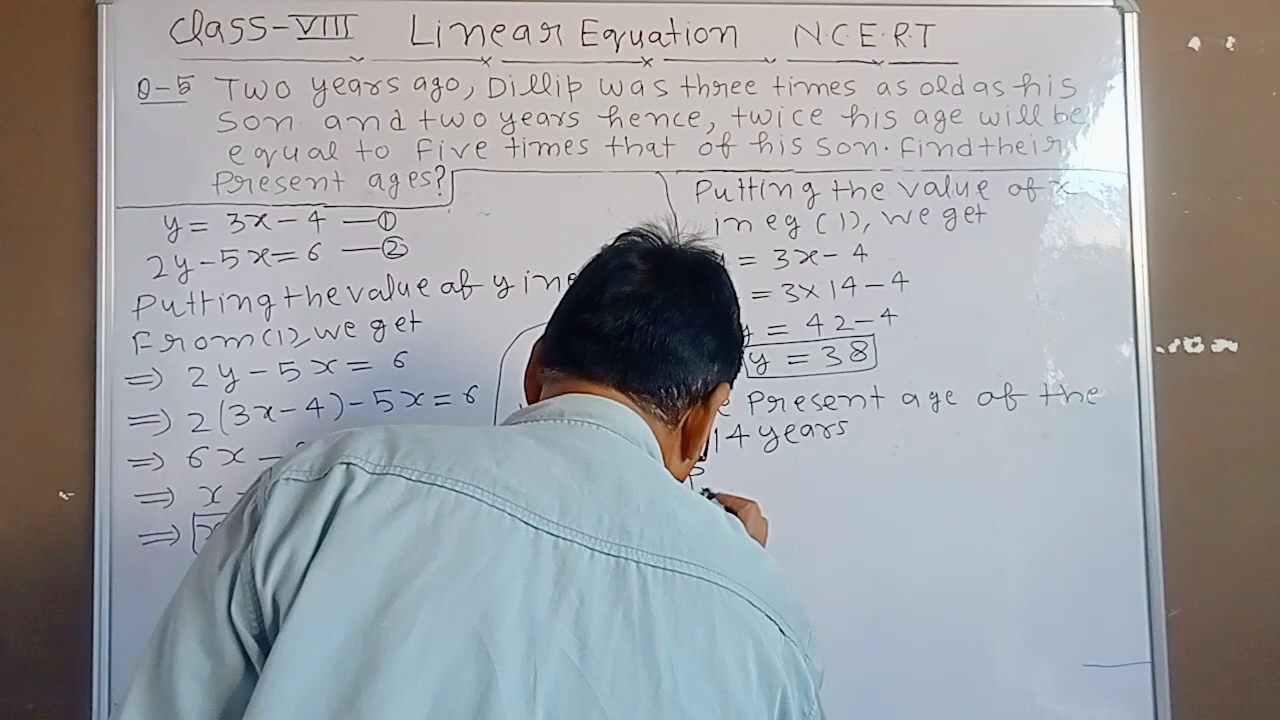 Class-VIII Linear Equation N.C.E.R.T
Q-5 Two years ago, Dillip was three times as old as his
son and two years hence, twice his age will be
equal to five times that of his son. Find their
Present ages?
y = 3x - 4 — ①
2y - 5x = 6 — ②
Putting the value of y in
From (1), we get
⇒ 2y - 5x = 6
⇒ 2(3x - 4) - 5x = 6
⇒ 6x -
⇒ x
⇒
Putting the value of x
in eq (1), we get
= 3x - 4
= 3 × 14 - 4
= 42 - 4
y = 38
Present age of the
14 years